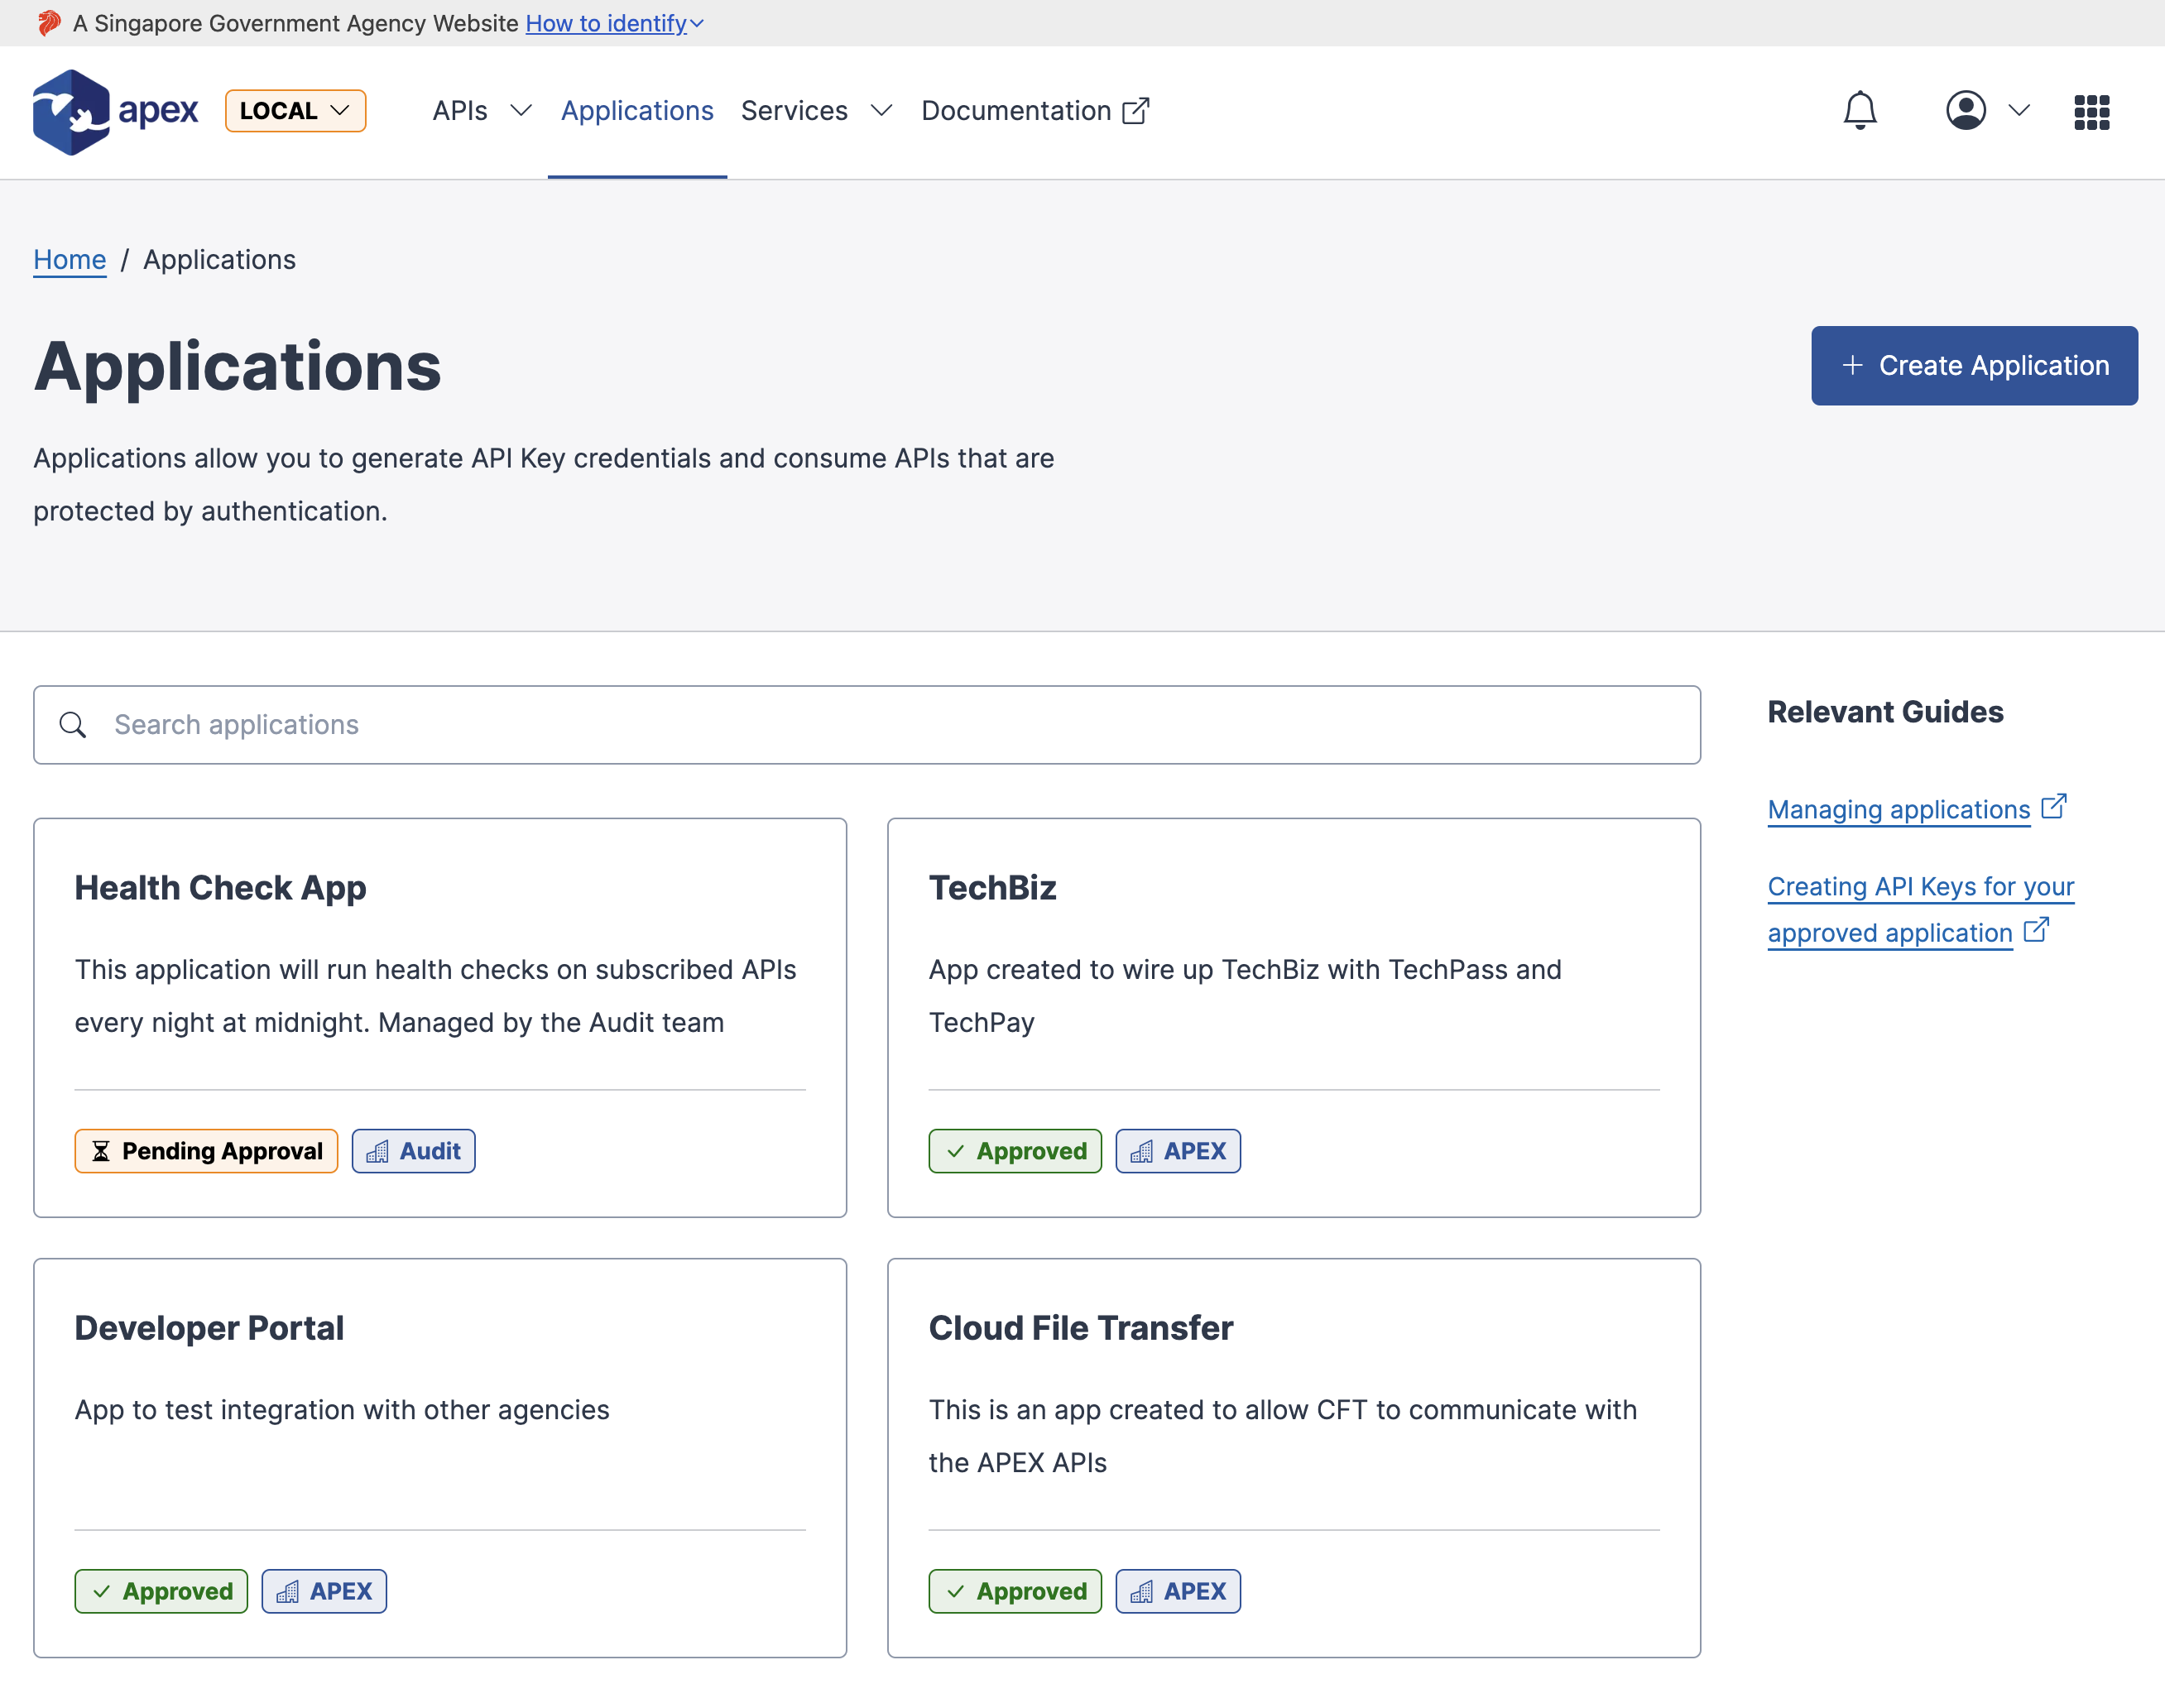 A Singapore Government Agency Website How to identify
apex LOCAL APIs Applications Services Documentation
Home / Applications
Applications
Create Application
Applications allow you to generate API Key credentials and consume APIs that are
protected by authentication.
Search applications
Health Check App
This application will run health checks on subscribed APIs
every night at midnight. Managed by the Audit team
Pending Approval Audit
TechBiz
App created to wire up TechBiz with TechPass and
TechPay
Approved APEX
Developer Portal
App to test integration with other agencies
Approved APEX
Cloud File Transfer
This is an app created to allow CFT to communicate with
the APEX APIs
Approved APEX
Relevant Guides
Managing applications
Creating API Keys for your
approved application